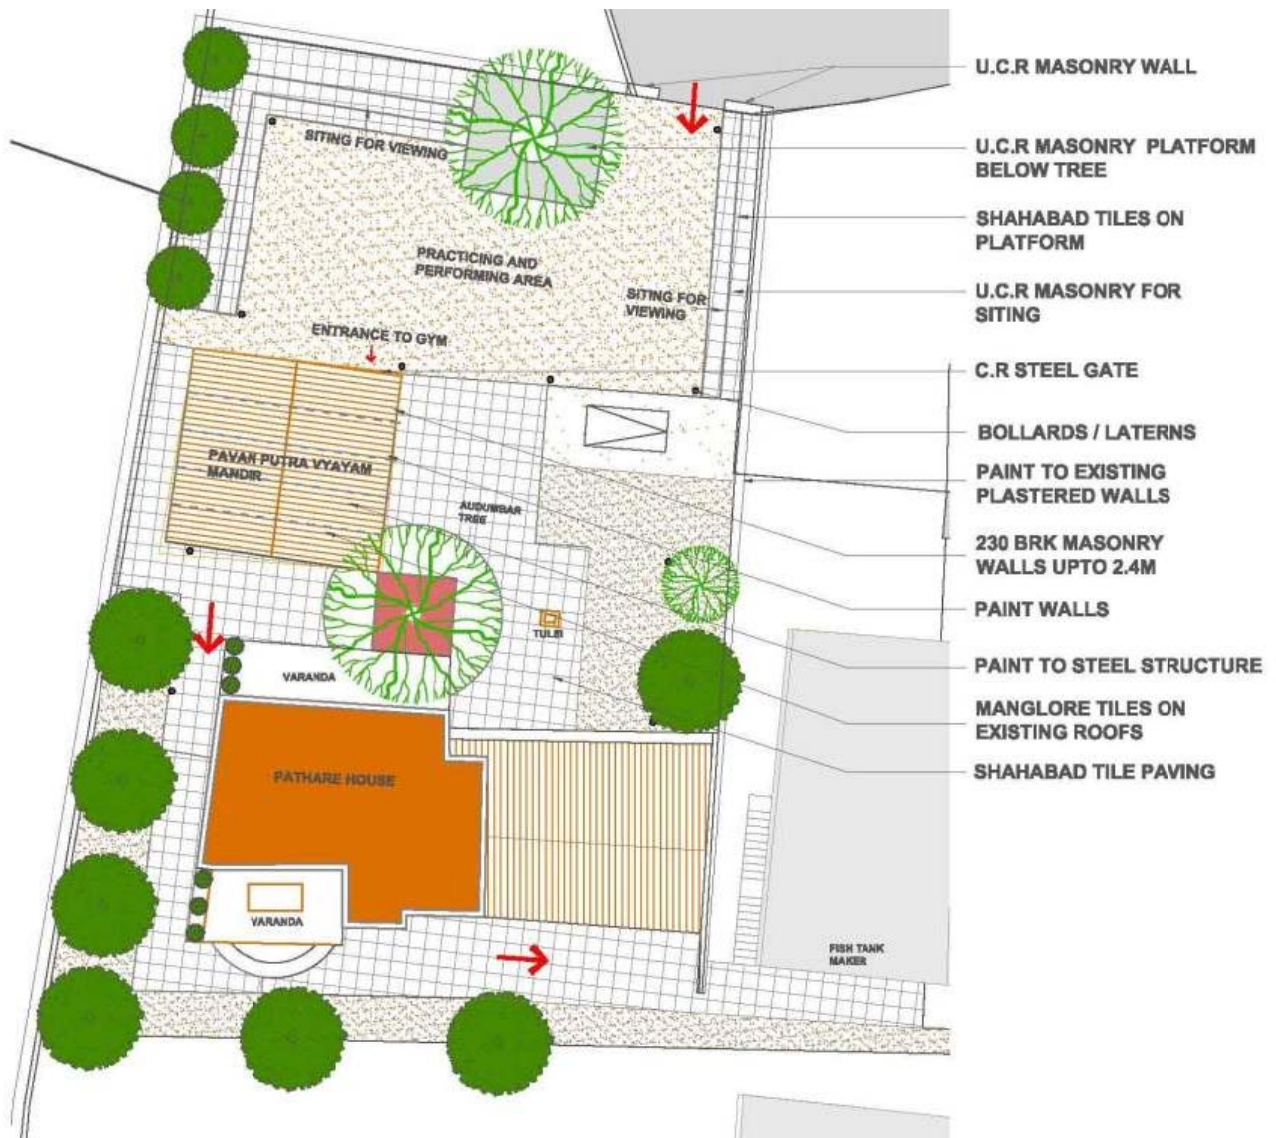 U.C.R MASONRY WALL
U.C.R MASONRY PLATFORM
BELOW TREE
SHAHABAD TILES ON
PLATFORM
U.C.R MASONRY FOR
SITING
C.R STEEL GATE
BOLLARDS / LATERNS
PAINT TO EXISTING
PLASTERED WALLS
230 BRK MASONRY
WALLS UPTO 2.4M
PAINT WALLS
PAINT TO STEEL STRUCTURE
MANGLORE TILES ON
EXISTING ROOFS
SHAHABAD TILE PAVING
SITING FOR VIEWING
PRACTICING AND
PERFORMING AREA
SITING FOR
VIEWING
ENTRANCE TO GYM
PAVAN PUTRA VYAYAM
MANDIR
AUDUMBAR
TREE
TULSI
VARANDA
PATHARE HOUSE
VARANDA
FISH TANK
MAKER